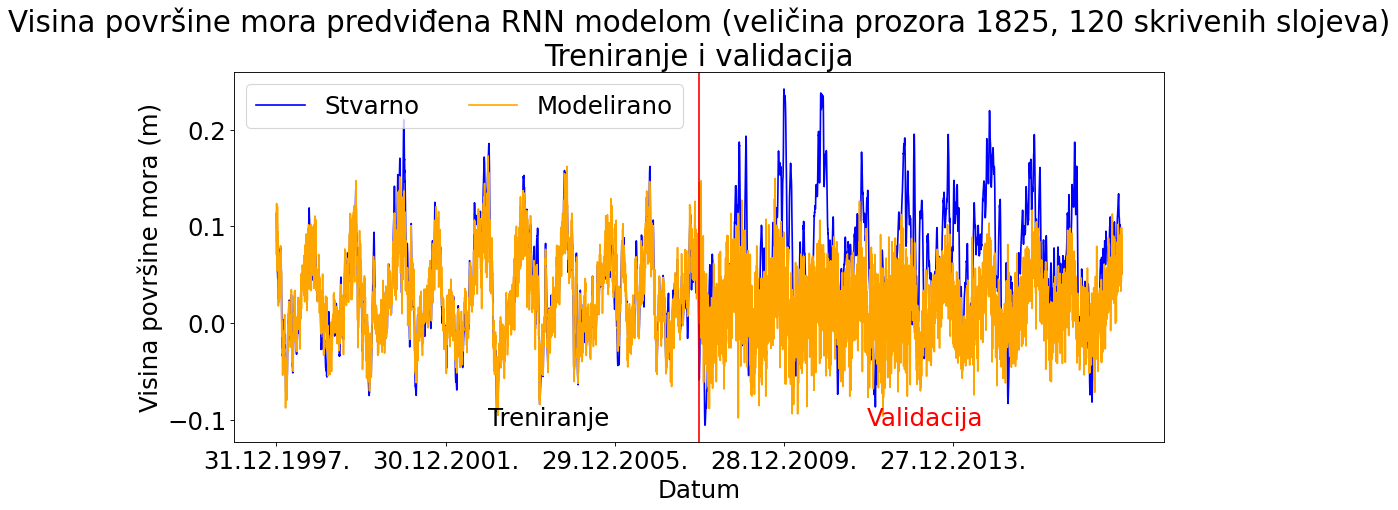 Visina površine mora predviđena RNN modelom (veličina prozora 1825, 120 skrivenih slojeva)
Treniranje i validacija
Stvarno
Modelirano
Visina površine mora (m)
0.2
0.1
0.0
−0.1
Treniranje
Validacija
31.12.1997.
30.12.2001.
29.12.2005.
28.12.2009.
27.12.2013.
Datum